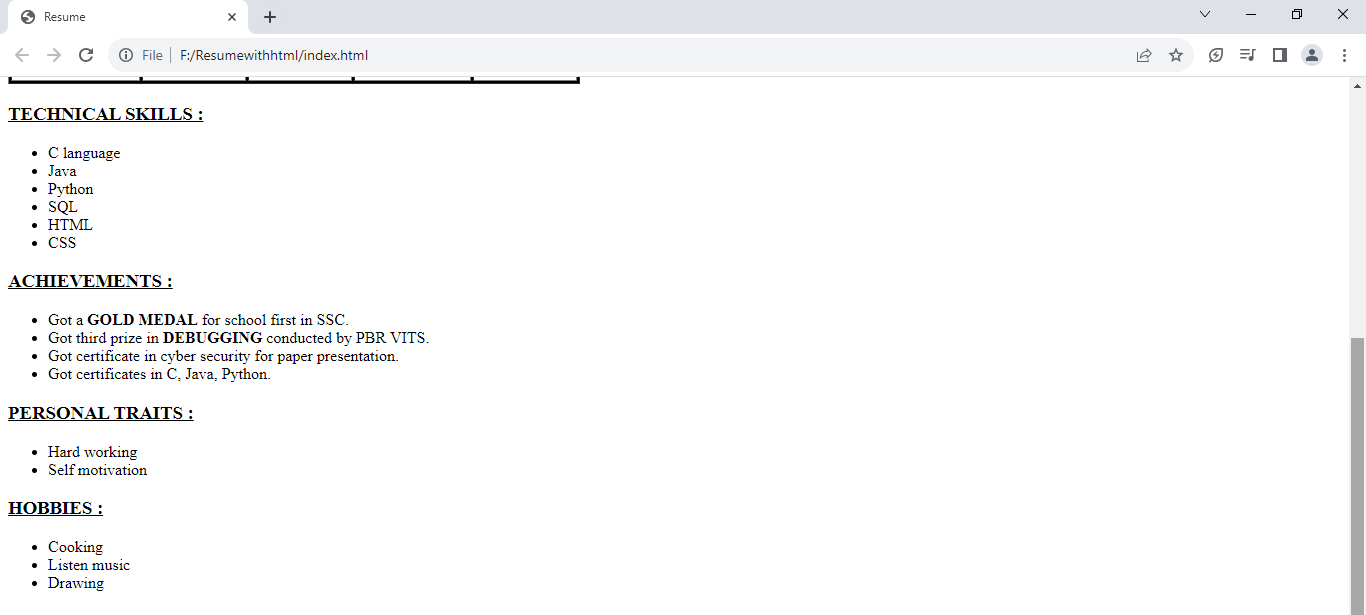 Resume
File F:/Resumewithhtml/index.html
TECHNICAL SKILLS :
C language
Java
Python
SQL
HTML
CSS
ACHIEVEMENTS :
Got a GOLD MEDAL for school first in SSC.
Got third prize in DEBUGGING conducted by PBR VITS.
Got certificate in cyber security for paper presentation.
Got certificates in C, Java, Python.
PERSONAL TRAITS :
Hard working
Self motivation
HOBBIES :
Cooking
Listen music
Drawing